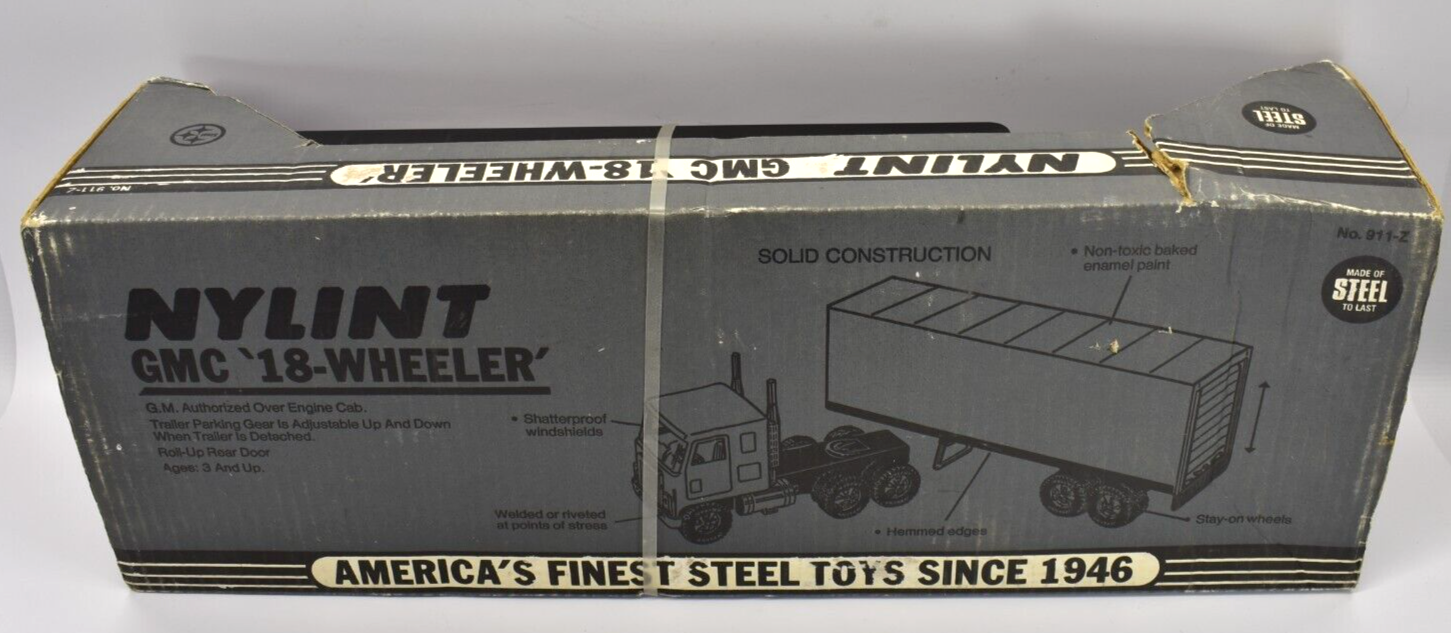 MADE OF
STEEL
TO LAST
NYLINT GMC '18-WHEELER'
No. 911-Z
No. 911-Z
SOLID CONSTRUCTION
• Non-toxic baked
enamel paint
MADE OF
STEEL
TO LAST
NYLINT
GMC '18-WHEELER'
G.M. Authorized Over Engine Cab.
Trailer Parking Gear Is Adjustable Up And Down
When Trailer Is Detached.
Roll-Up Rear Door
Ages: 3 And Up.
• Shatterproof
windshields
Welded or riveted
at points of stress
• Hemmed edges
• Stay-on wheels
AMERICA'S FINEST STEEL TOYS SINCE 1946